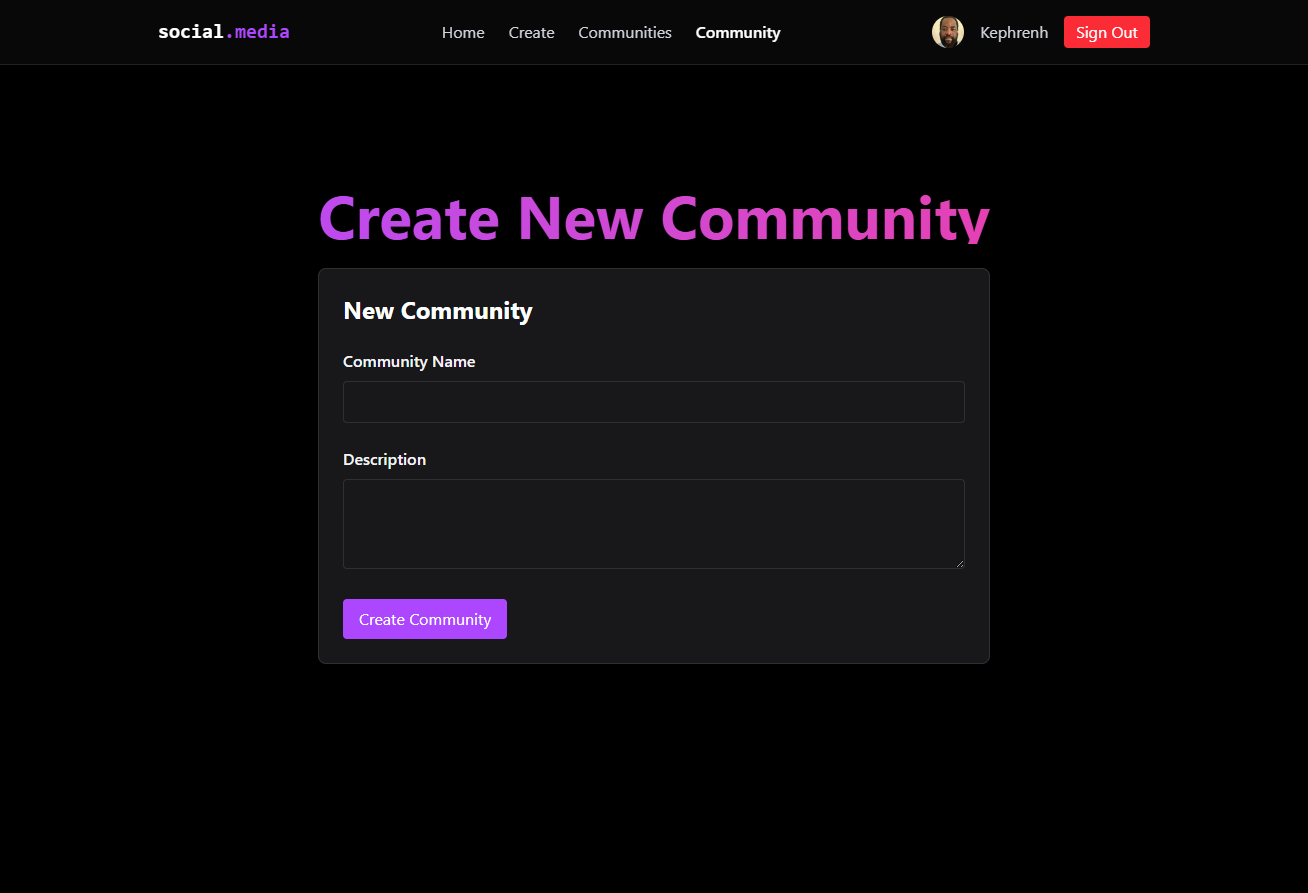 social.media
Home Create Communities Community
Kephrenh Sign Out
Create New Community
New Community
Community Name
Description
Create Community